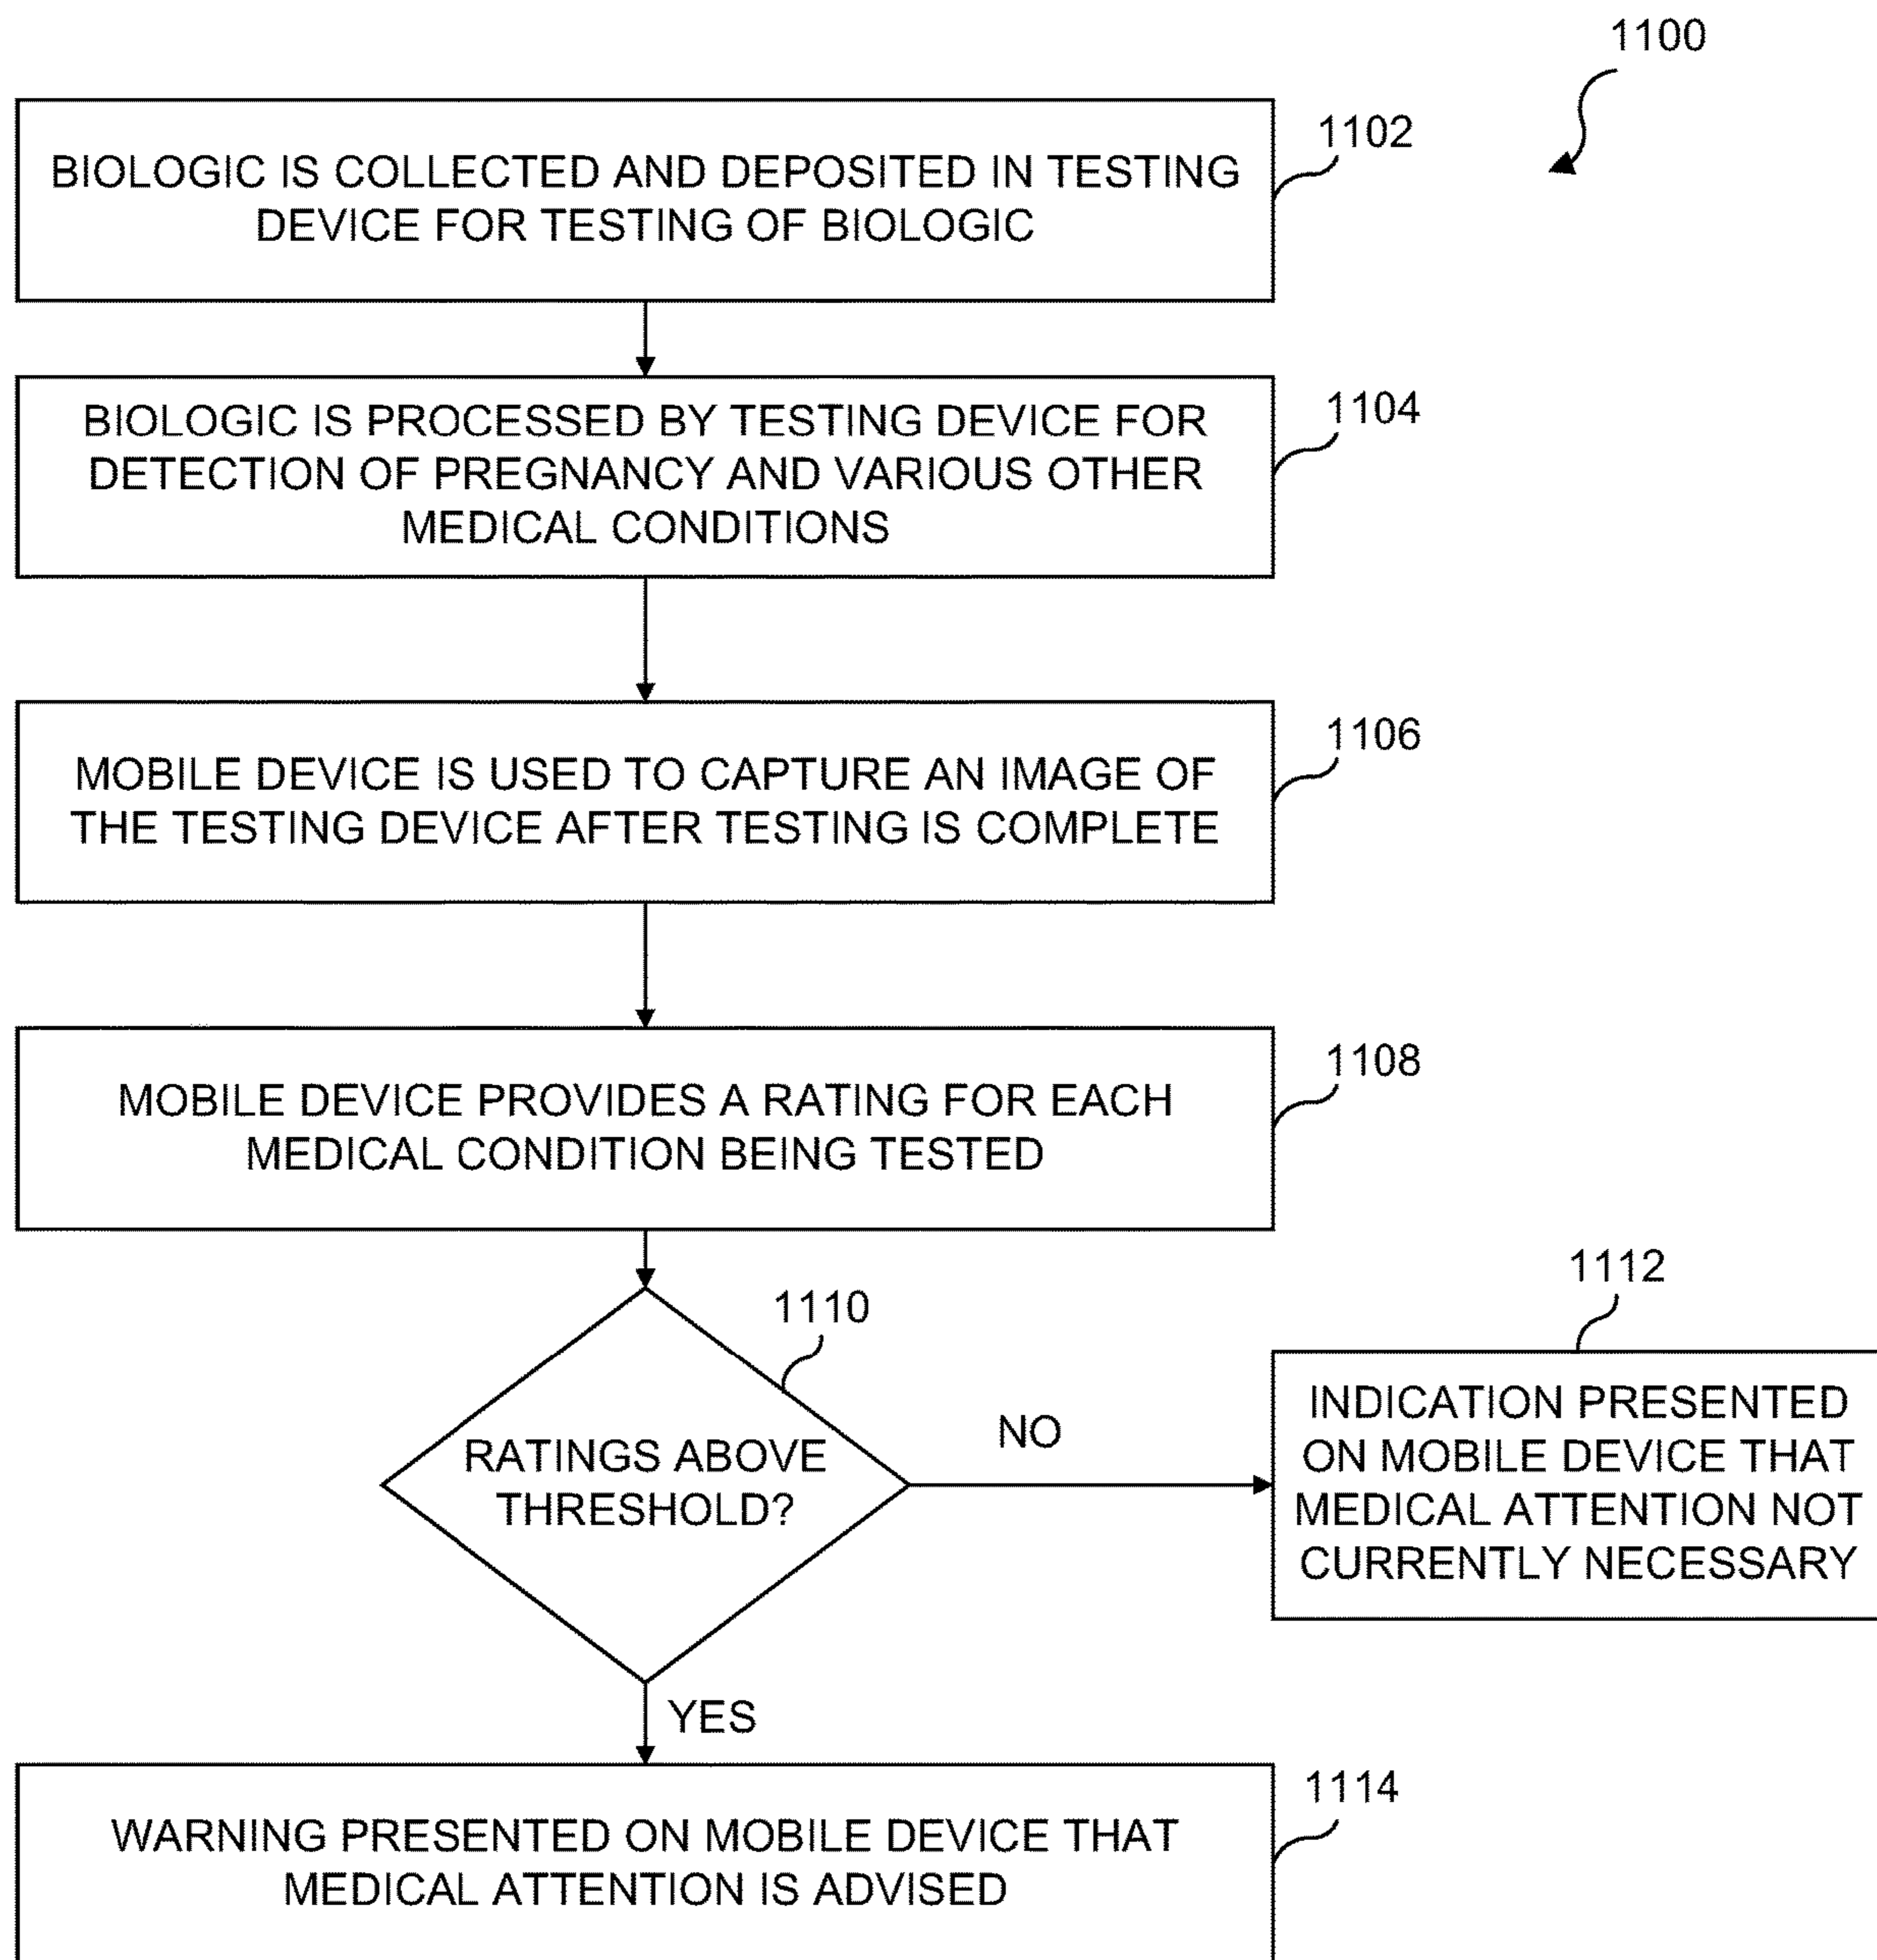 1100
BIOLOGIC IS COLLECTED AND DEPOSITED IN TESTING
DEVICE FOR TESTING OF BIOLOGIC
1102
BIOLOGIC IS PROCESSED BY TESTING DEVICE FOR
DETECTION OF PREGNANCY AND VARIOUS OTHER
MEDICAL CONDITIONS
1104
MOBILE DEVICE IS USED TO CAPTURE AN IMAGE OF
THE TESTING DEVICE AFTER TESTING IS COMPLETE
1106
MOBILE DEVICE PROVIDES A RATING FOR EACH
MEDICAL CONDITION BEING TESTED
1108
RATINGS ABOVE
THRESHOLD?
1110
NO
1112
INDICATION PRESENTED
ON MOBILE DEVICE THAT
MEDICAL ATTENTION NOT
CURRENTLY NECESSARY
YES
WARNING PRESENTED ON MOBILE DEVICE THAT
MEDICAL ATTENTION IS ADVISED
1114